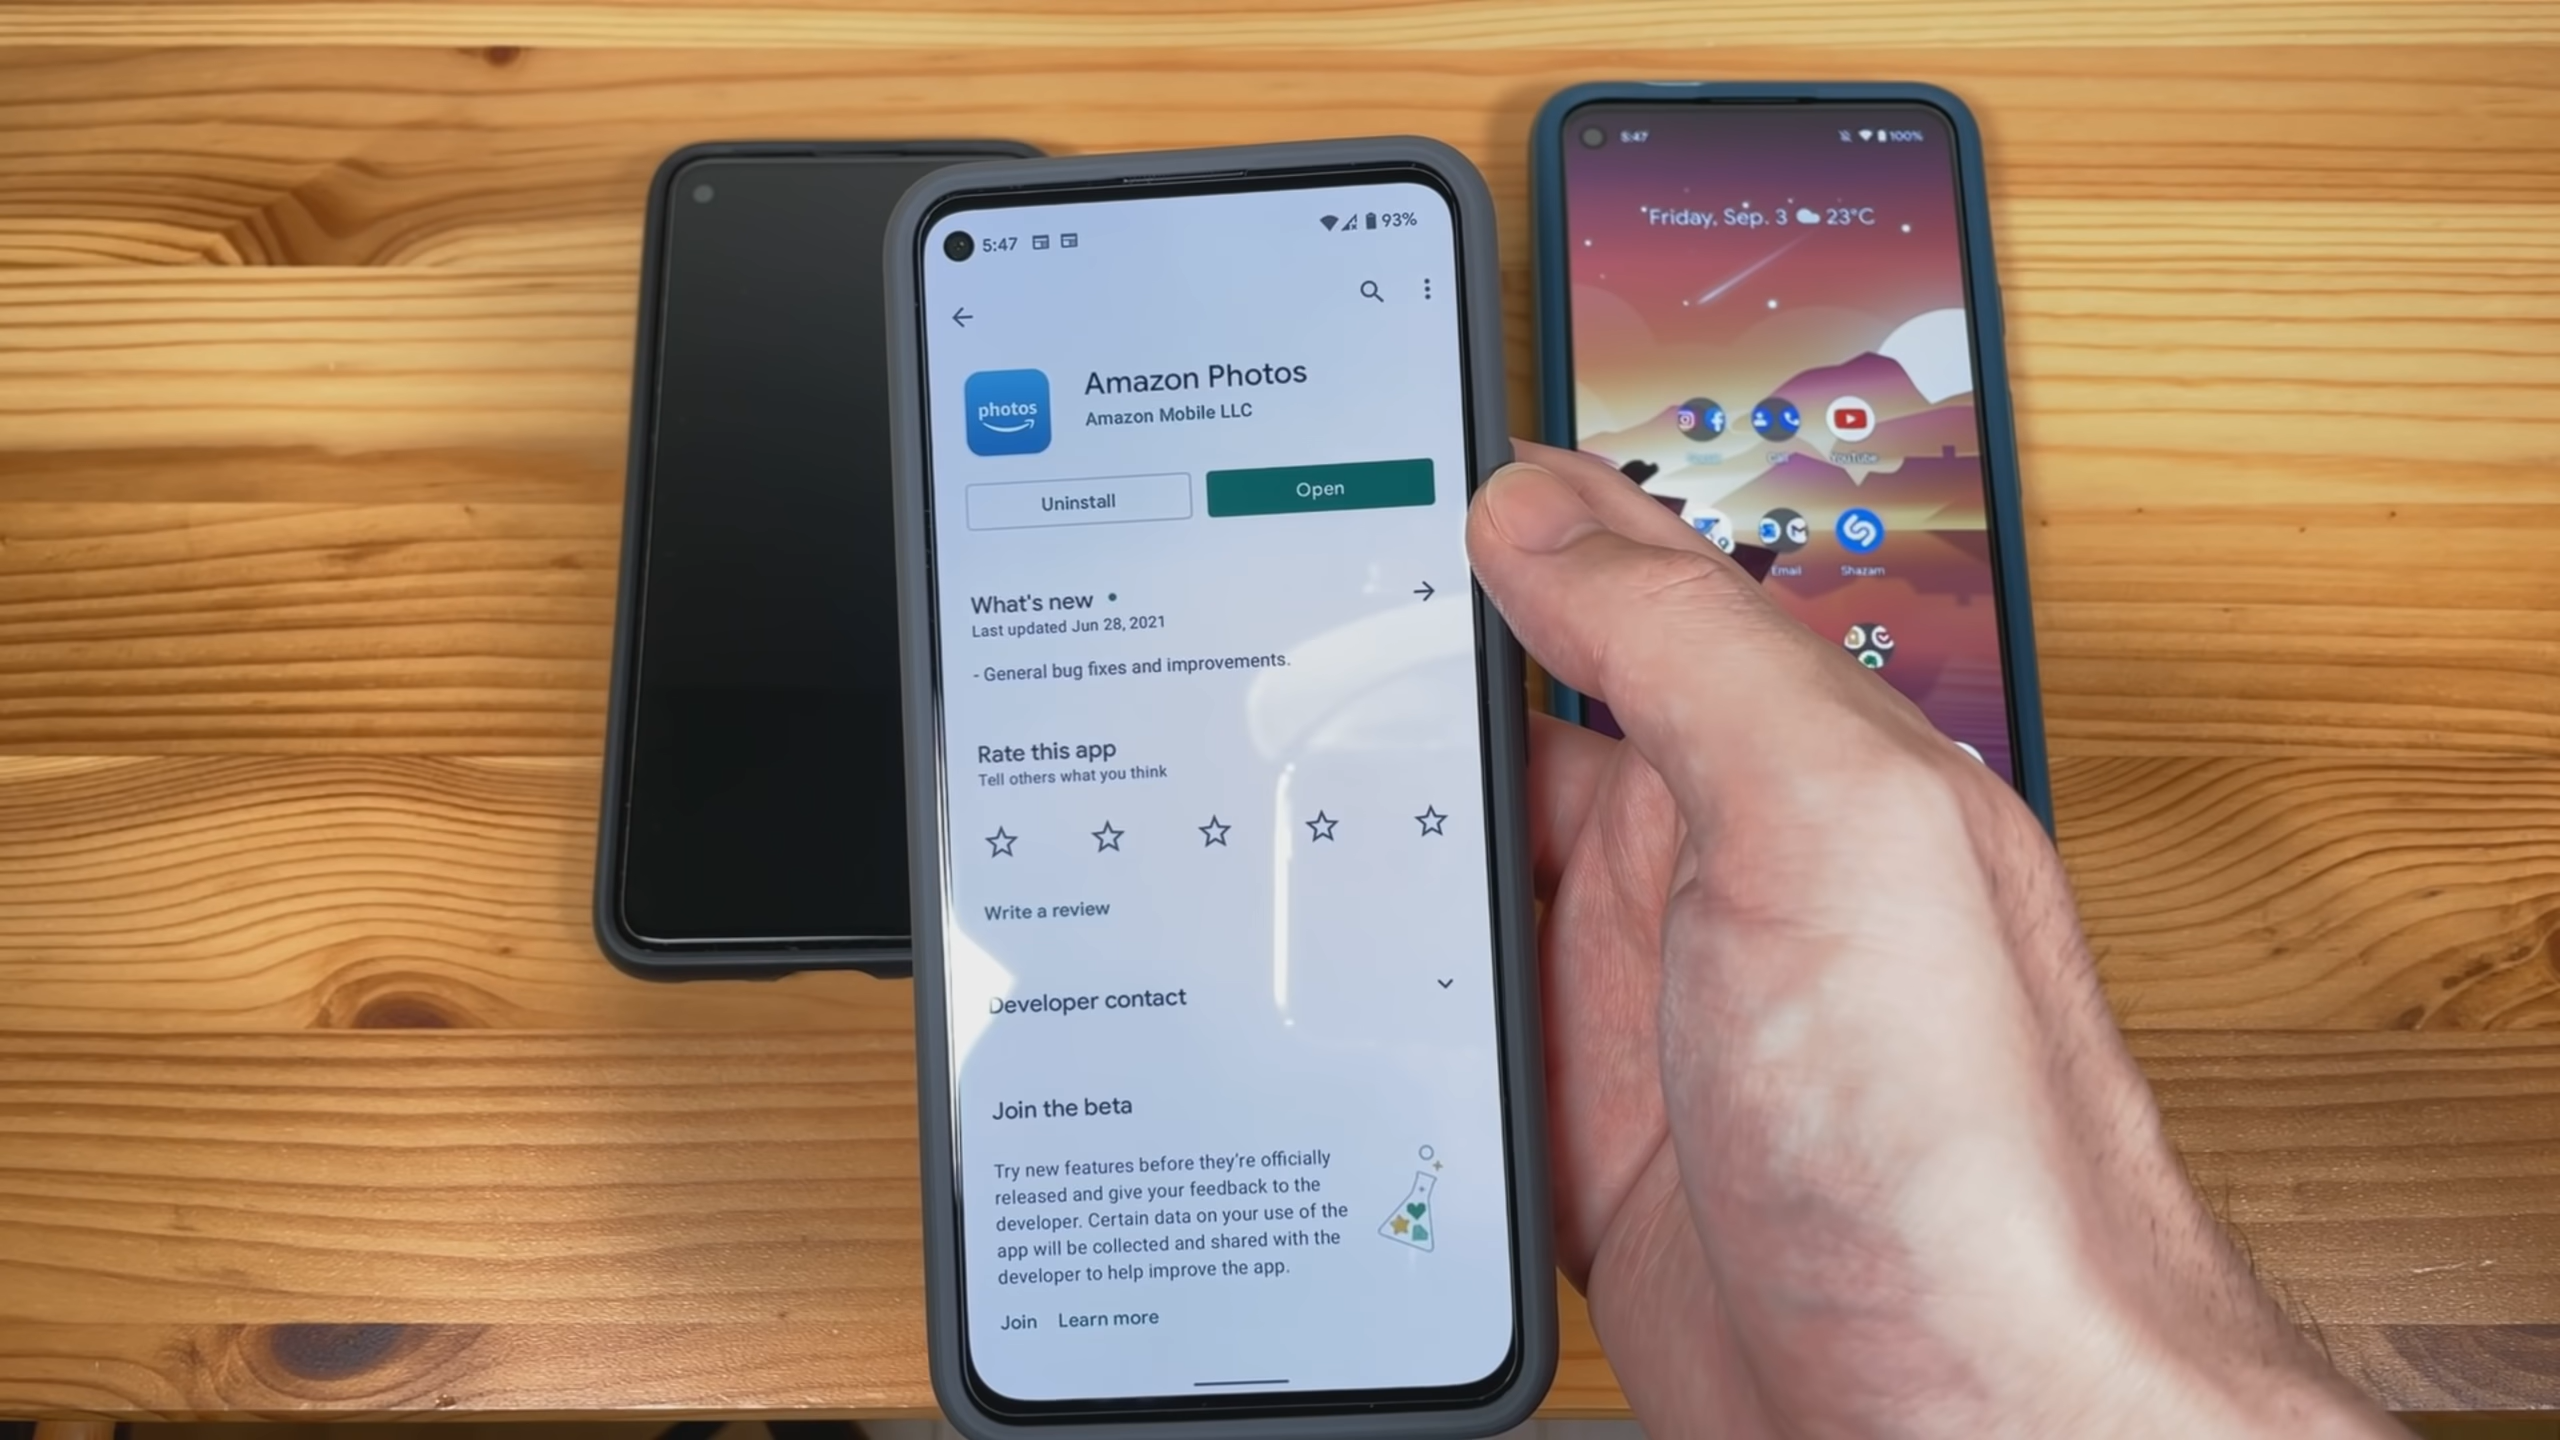 5:47
93%
photos
Amazon Photos
Amazon Mobile LLC
Uninstall
Open
What's new
Last updated Jun 28, 2021
- General bug fixes and improvements.
Rate this app
Tell others what you think
Write a review
Developer contact
Join the beta
Try new features before they're officially
released and give your feedback to the
developer. Certain data on your use of the
app will be collected and shared with the
developer to help improve the app.
Join Learn more
5:47
100%
Friday, Sep. 3 23°C
Call YouTube
Email Shazam